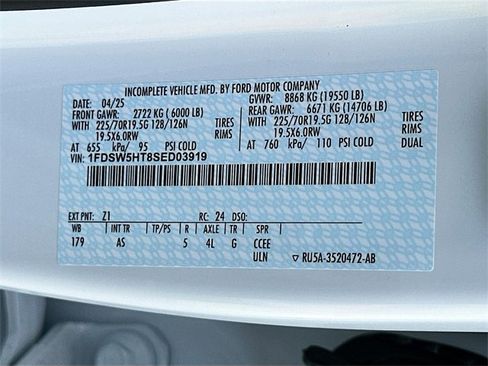 INCOMPLETE VEHICLE MFD. BY FORD MOTOR COMPANY
04/25 GVWR: 8868 KG (19550 LB)
FRONT GAWR: 2722 KG (6000 LB) REAR GAWR: 6671 KG (14706 LB)
WITH 225/70R19.5G 128/126N TIRES WITH 225/70R19.5G 128/126N TIRES
19.5X6.0RW RIMS 19.5X6.0RW RIMS
AT 655 kPa/ 95 PSI COLD AT 760 kPa/ 110 PSI COLD DUAL
VIN: 1FDSW5HT8SED03919
EXT PNT: Z1 RC: 24 DSO:
WB INT TR TP/PS R AXLE TR SPR
179 AS 5 4L G CCEE
ULN ▽ RU5A-3520472-AB